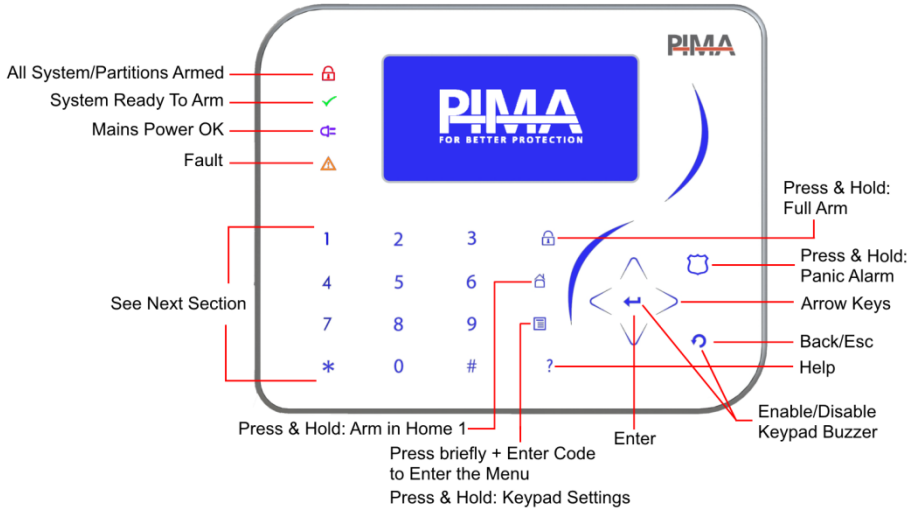 PIMA
All System/Partitions Armed
System Ready To Arm
Mains Power OK
Fault
PIMA
FOR BETTER PROTECTION
Press & Hold:
Full Arm
1 2 3
Press & Hold:
Panic Alarm
4 5 6
See Next Section
Arrow Keys
7 8 9
Back/Esc
* 0 # ?
Help
Enable/Disable
Keypad Buzzer
Press & Hold: Arm in Home 1
Enter
Press briefly + Enter Code
to Enter the Menu
Press & Hold: Keypad Settings